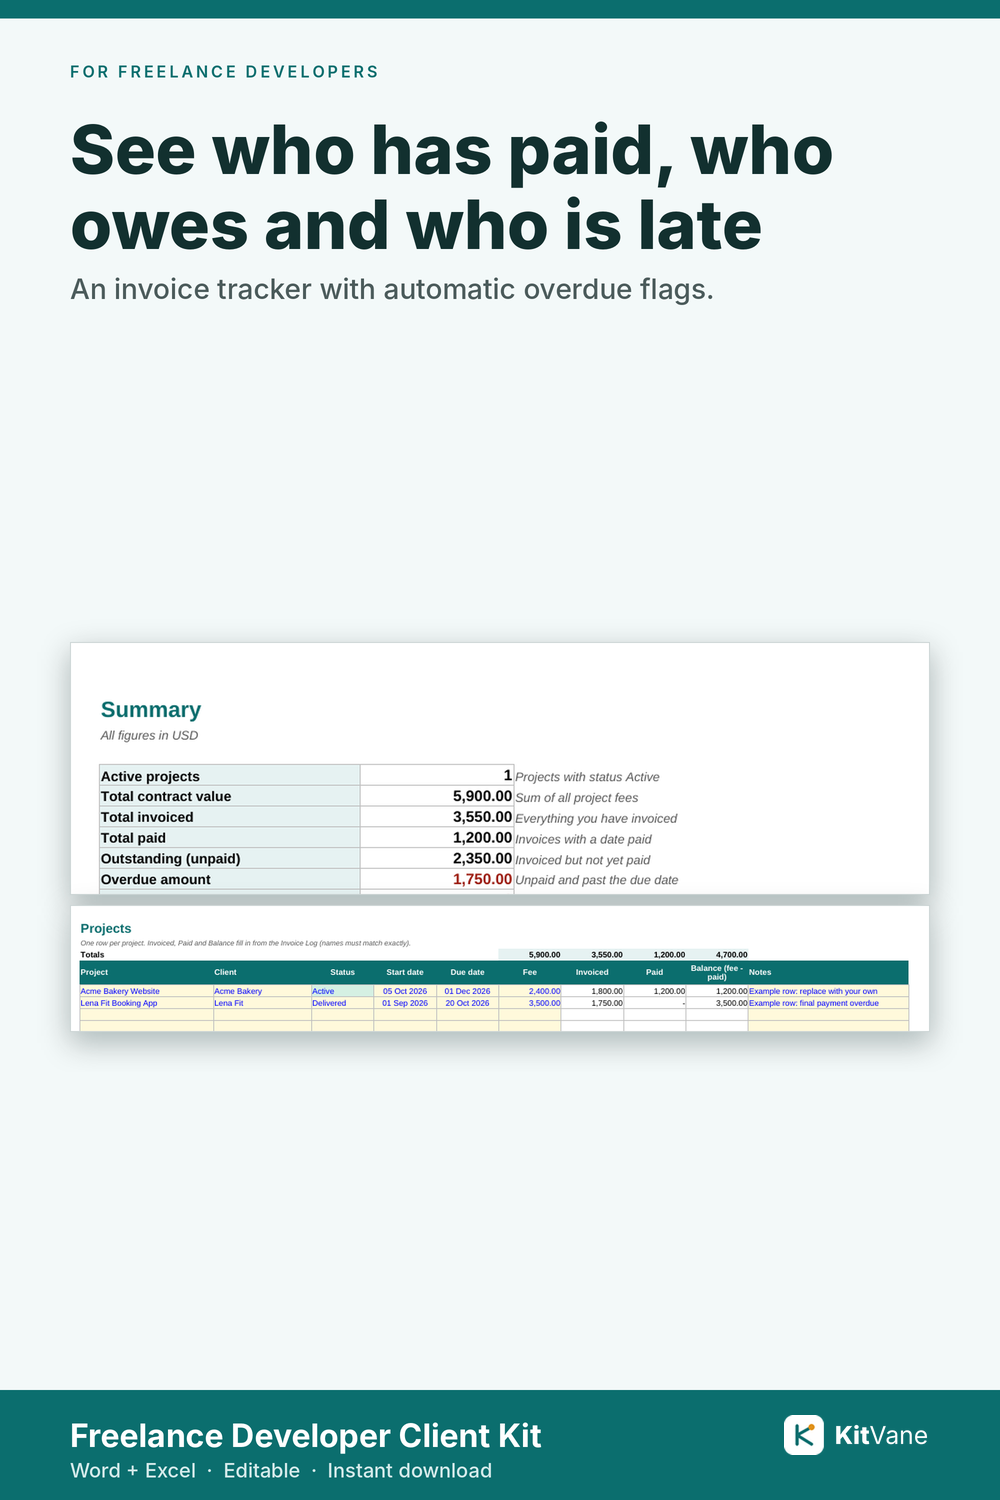 FOR FREELANCE DEVELOPERS
See who has paid, who
owes and who is late
An invoice tracker with automatic overdue flags.
Summary
All figures in USD
Active projects 1 Projects with status Active
Total contract value 5,900.00 Sum of all project fees
Total invoiced 3,550.00 Everything you have invoiced
Total paid 1,200.00 Invoices with a date paid
Outstanding (unpaid) 2,350.00 Invoiced but not yet paid
Overdue amount 1,750.00 Unpaid and past the due date
Projects
One row per project. Invoiced, Paid and Balance fill in from the Invoice Log (names must match exactly).
Totals 5,900.00 3,550.00 1,200.00 4,700.00
Project Client Status Start date Due date Fee Invoiced Paid Balance (fee - paid) Notes
Acme Bakery Website Acme Bakery Active 05 Oct 2026 01 Dec 2026 2,400.00 1,800.00 1,200.00 1,200.00 Example row: replace with your own
Lena Fit Booking App Lena Fit Delivered 01 Sep 2026 20 Oct 2026 3,500.00 1,750.00 - 3,500.00 Example row: final payment overdue
Freelance Developer Client Kit
Word + Excel · Editable · Instant download
KitVane